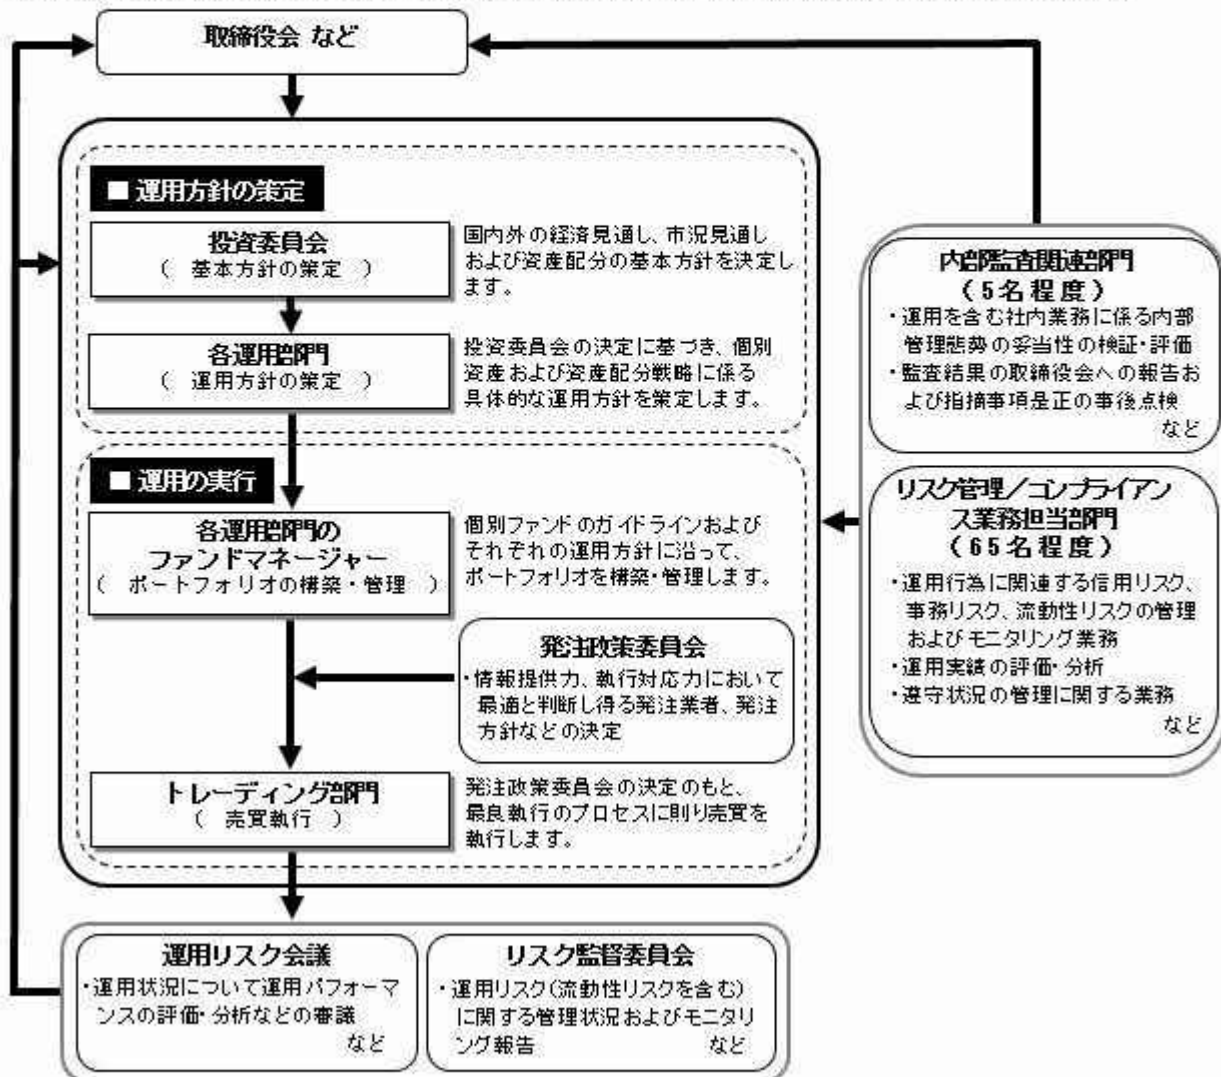 取締役会 など
■ 運用方針の策定
投資委員会
( 基本方針の策定 )
国内外の経済見通し、市況見通し
および資産配分の基本方針を決定し
ます。
各運用部門
( 運用方針の策定 )
投資委員会の決定に基づき、個別
資産および資産配分戦略に係る
具体的な運用方針を策定します。
■ 運用の実行
各運用部門の
ファンドマネージャー
( ポートフォリオの構築・管理 )
個別ファンドのガイドラインおよび
それぞれの運用方針に沿って、
ポートフォリオを構築・管理します。
発注政策委員会
・情報提供力、執行対応力において
最適と判断し得る発注業者、発注
方針などの決定
トレーディング部門
( 売買執行 )
発注政策委員会の決定のもと、
最良執行のプロセスに則り売買を
執行します。
運用リスク会議
・運用状況について運用パフォーマ
ンスの評価・分析などの審議
など
リスク監督委員会
・運用リスク(流動性リスクを含む)
に関する管理状況およびモニタリ
ング報告 など
内部監査関連部門
(5名程度)
・運用を含む社内業務に係る内部
管理態勢の妥当性の検証・評価
・監査結果の取締役会への報告お
よび指摘事項是正の事後点検
など
リスク管理/コンプライアン
ス業務担当部門
(65名程度)
・運用行為に関連する信用リスク、
事務リスク、流動性リスクの管理
およびモニタリング業務
・運用実績の評価・分析
・遵守状況の管理に関する業務
など